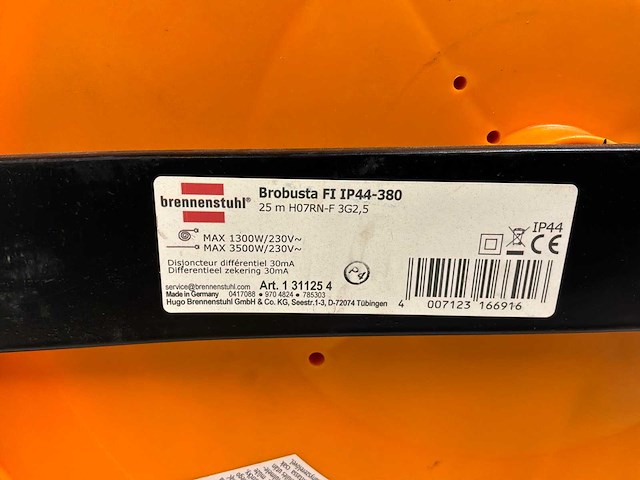 brennenstuhl®
Brobusta FI IP44-380
25 m H07RN-F 3G2,5
MAX 1300W/230V~
MAX 3500W/230V~
Disjoncteur différentiel 30mA
Differentieel zekering 30mA
P4
IP44
CE
service@brennenstuhl.com Art. 1 31125 4
Made in Germany 0417088 ● 970 4824 ● 785303
Hugo Brennenstuhl GmbH & Co. KG, Seestr.1-3, D-72074 Tübingen
4 007123 166916